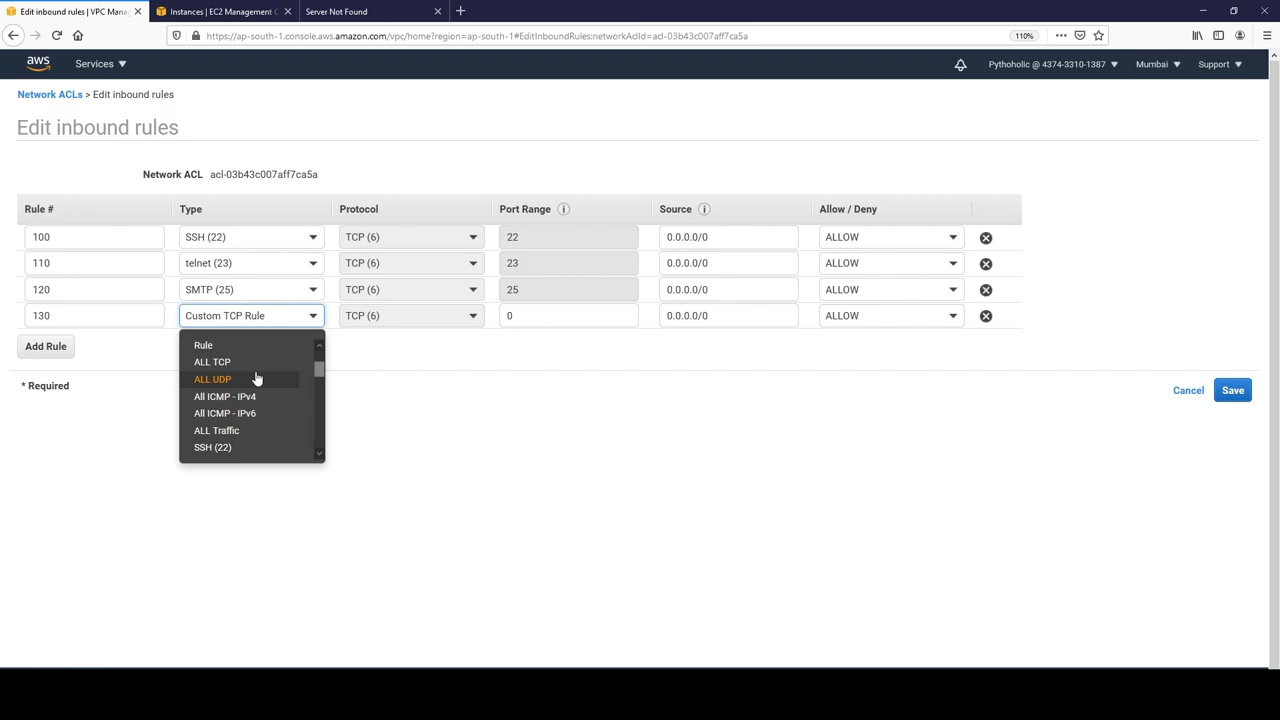 Edit inbound rules | VPC Mana
Instances | EC2 Management C
Server Not Found
https://ap-south-1.console.aws.amazon.com/vpc/home?region=ap-south-1#EditInboundRules:networkAclId=acl-03b43c007aff7ca5a
110%
aws
Services
Pythoholic @ 4374-3310-1387
Mumbai
Support
Network ACLs > Edit inbound rules
Edit inbound rules
Network ACL acl-03b43c007aff7ca5a
Rule # Type Protocol Port Range i Source i Allow / Deny
100 SSH (22) TCP (6) 22 0.0.0.0/0 ALLOW
110 telnet (23) TCP (6) 23 0.0.0.0/0 ALLOW
120 SMTP (25) TCP (6) 25 0.0.0.0/0 ALLOW
130 Custom TCP Rule TCP (6) 0 0.0.0.0/0 ALLOW
Add Rule
Rule
ALL TCP
ALL UDP
All ICMP - IPv4
All ICMP - IPv6
ALL Traffic
SSH (22)
* Required
Cancel
Save